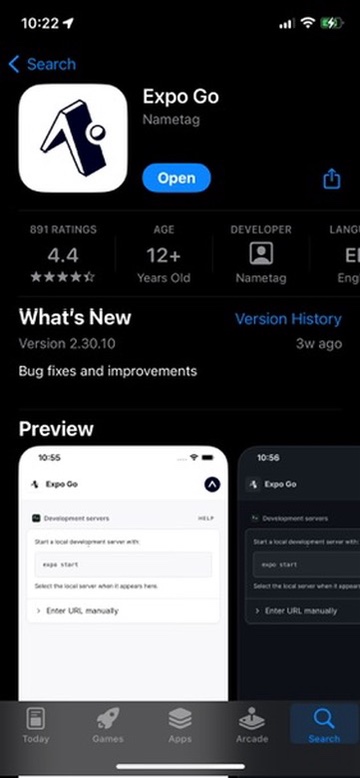 10:22
Search
Expo Go
Nametag
Open
891 RATINGS
AGE
DEVELOPER
LANG
4.4
12+
El
Years Old
Nametag
Engl
What's New
Version History
Version 2.30.10
3w ago
Bug fixes and improvements
Preview
10:55
10:56
Expo Go
Expo Go
Development servers
HELP
Development servers
Start a local development server with:
Start a local development server with:
expo start
expo start
Select the local server when it appears here.
Select the local server when it a
Enter URL manually
Enter URL manually
Today
Games
Apps
Arcade
Search